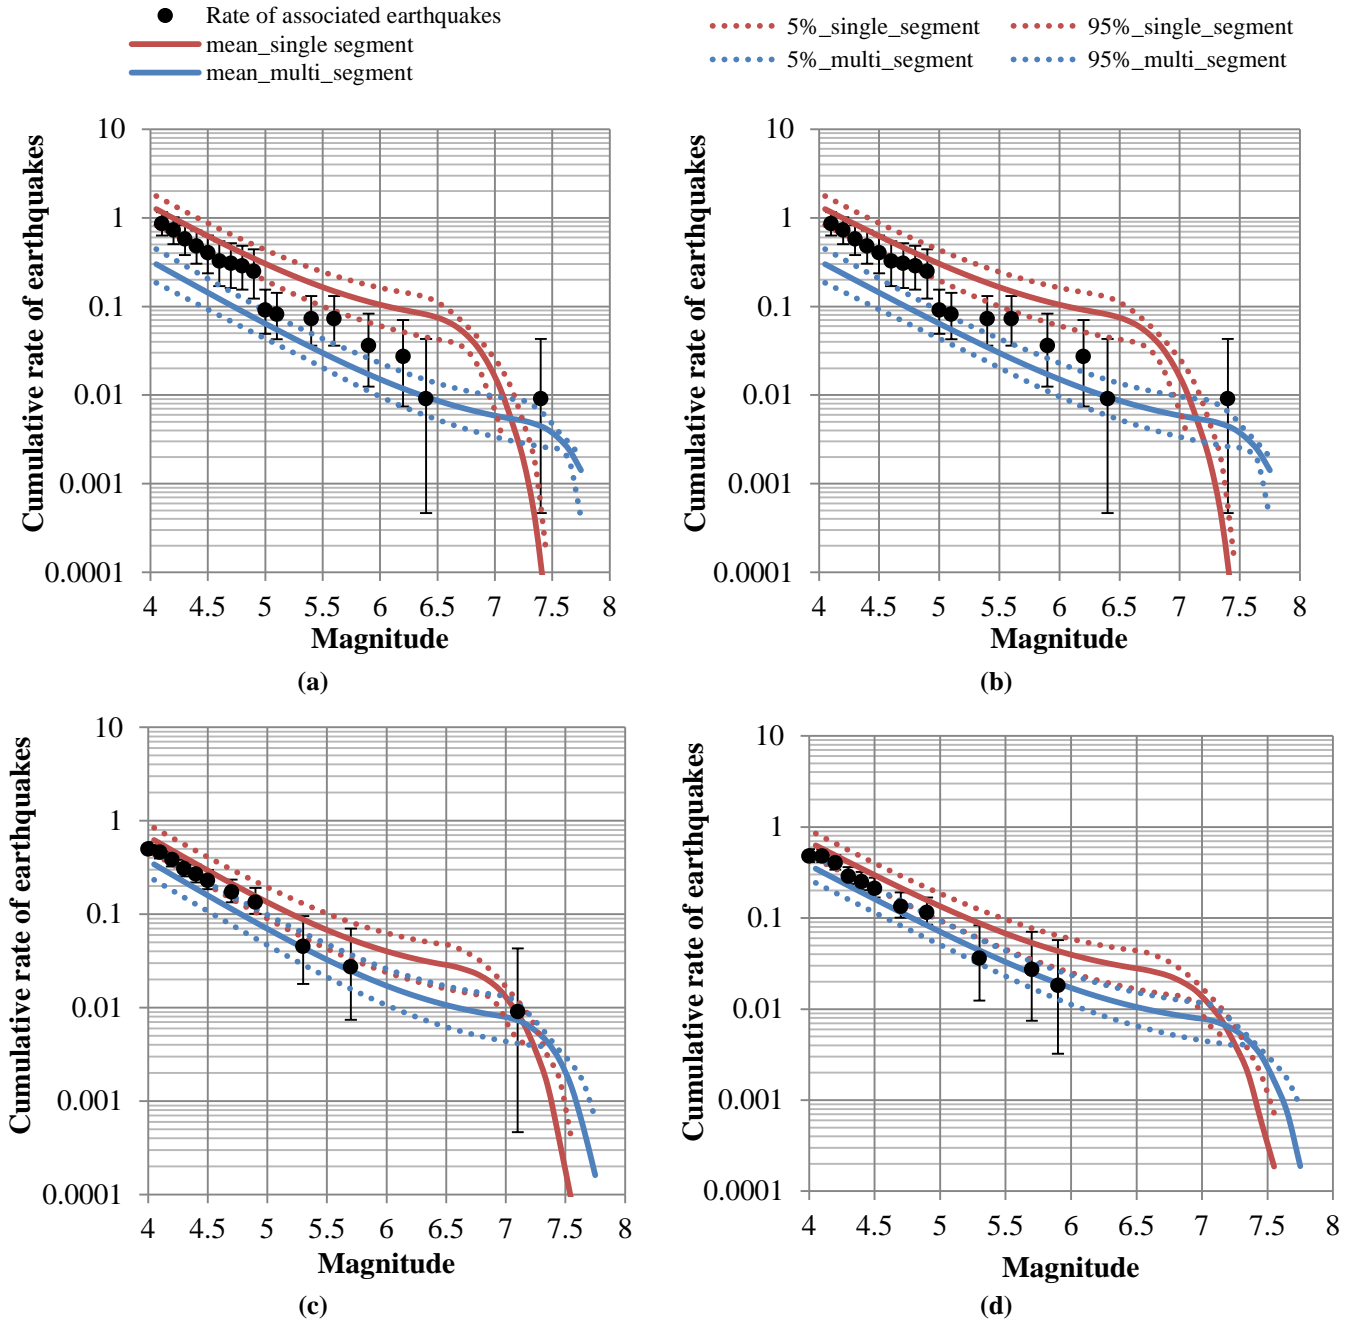 Rate of associated earthquakes
mean_single segment
mean_multi_segment
5%_single_segment 95%_single_segment
5%_multi_segment 95%_multi_segment
Cumulative rate of earthquakes
10
1
0.1
0.01
0.001
0.0001
4 4.5 5 5.5 6 6.5 7 7.5 8
Magnitude
(a)
Cumulative rate of earthquakes
10
1
0.1
0.01
0.001
0.0001
4 4.5 5 5.5 6 6.5 7 7.5 8
Magnitude
(b)
Cumulative rate of earthquakes
10
1
0.1
0.01
0.001
0.0001
4 4.5 5 5.5 6 6.5 7 7.5 8
Magnitude
(c)
Cumulative rate of earthquakes
10
1
0.1
0.01
0.001
0.0001
4 4.5 5 5.5 6 6.5 7 7.5 8
Magnitude
(d)